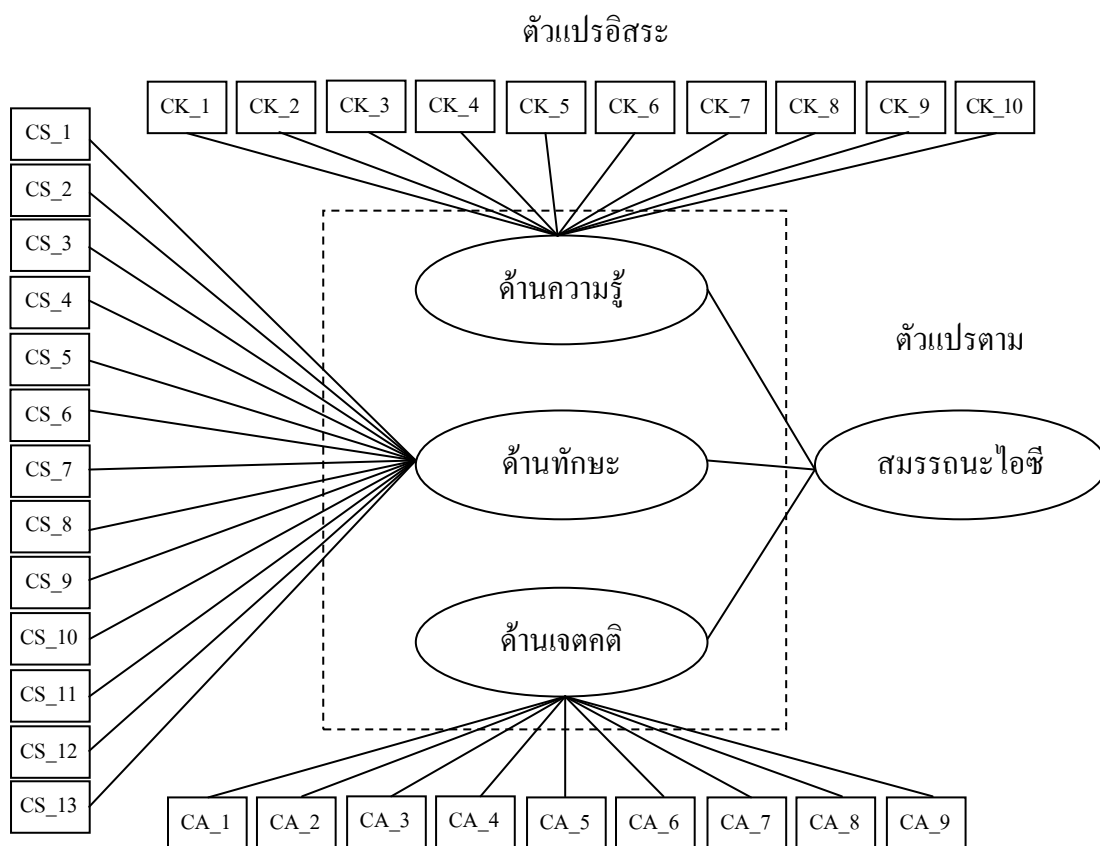 ตัวแปรอิสระ
CK_1 CK_2 CK_3 CK_4 CK_5 CK_6 CK_7 CK_8 CK_9 CK_10
CS_1
CS_2
CS_3
CS_4
CS_5
CS_6
CS_7
CS_8
CS_9
CS_10
CS_11
CS_12
CS_13
ด้านความรู้
ด้านทักษะ
ด้านเจตคติ
ตัวแปรตาม
สมรรถนะไอซี
CA_1 CA_2 CA_3 CA_4 CA_5 CA_6 CA_7 CA_8 CA_9